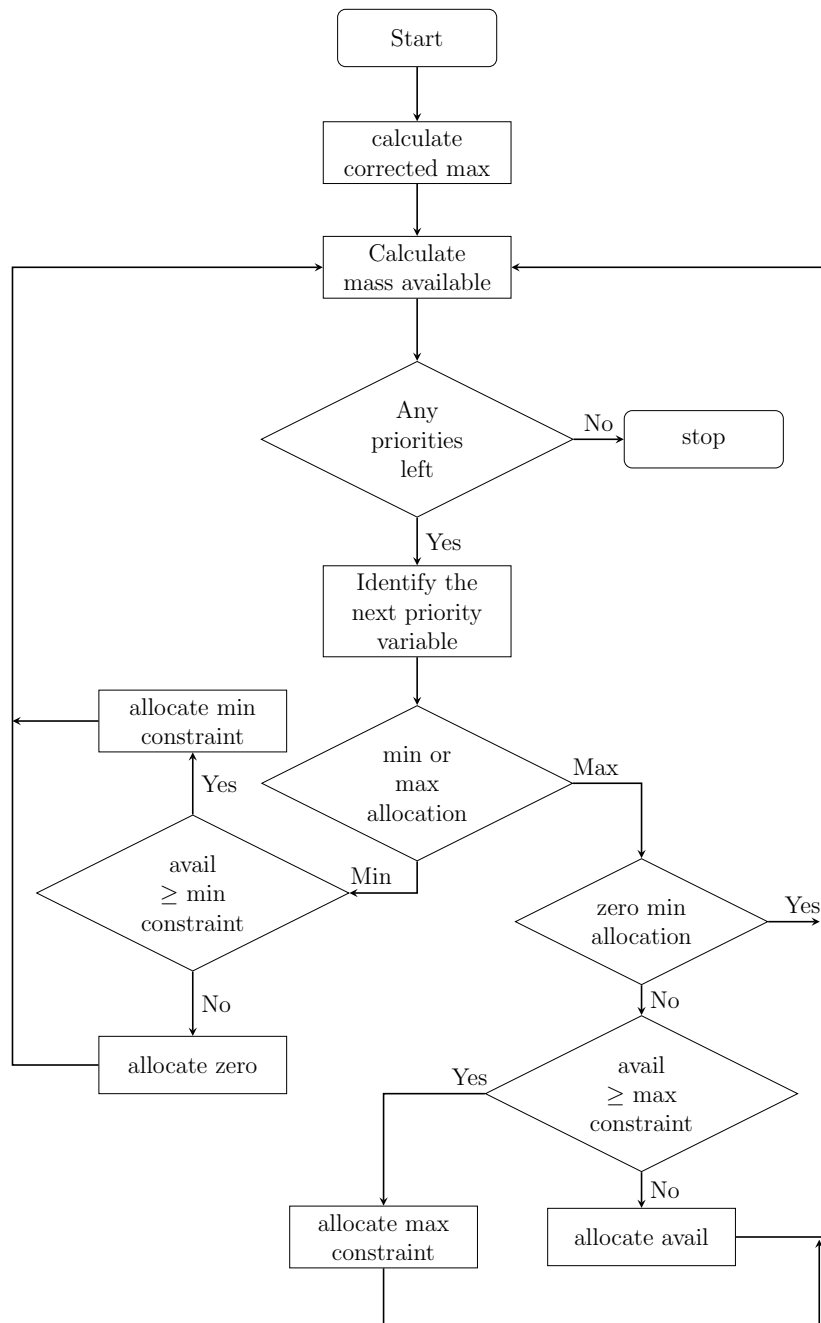 Start
calculate
corrected max
Calculate
mass available
Any
priorities
left
No
stop
Yes
Identify the
next priority
variable
allocate min
constraint
min or
max
allocation
Max
Yes
Min
avail
≥ min
constraint
zero min
allocation
Yes
No
No
allocate zero
avail
≥ max
constraint
Yes
No
allocate max
constraint
allocate avail